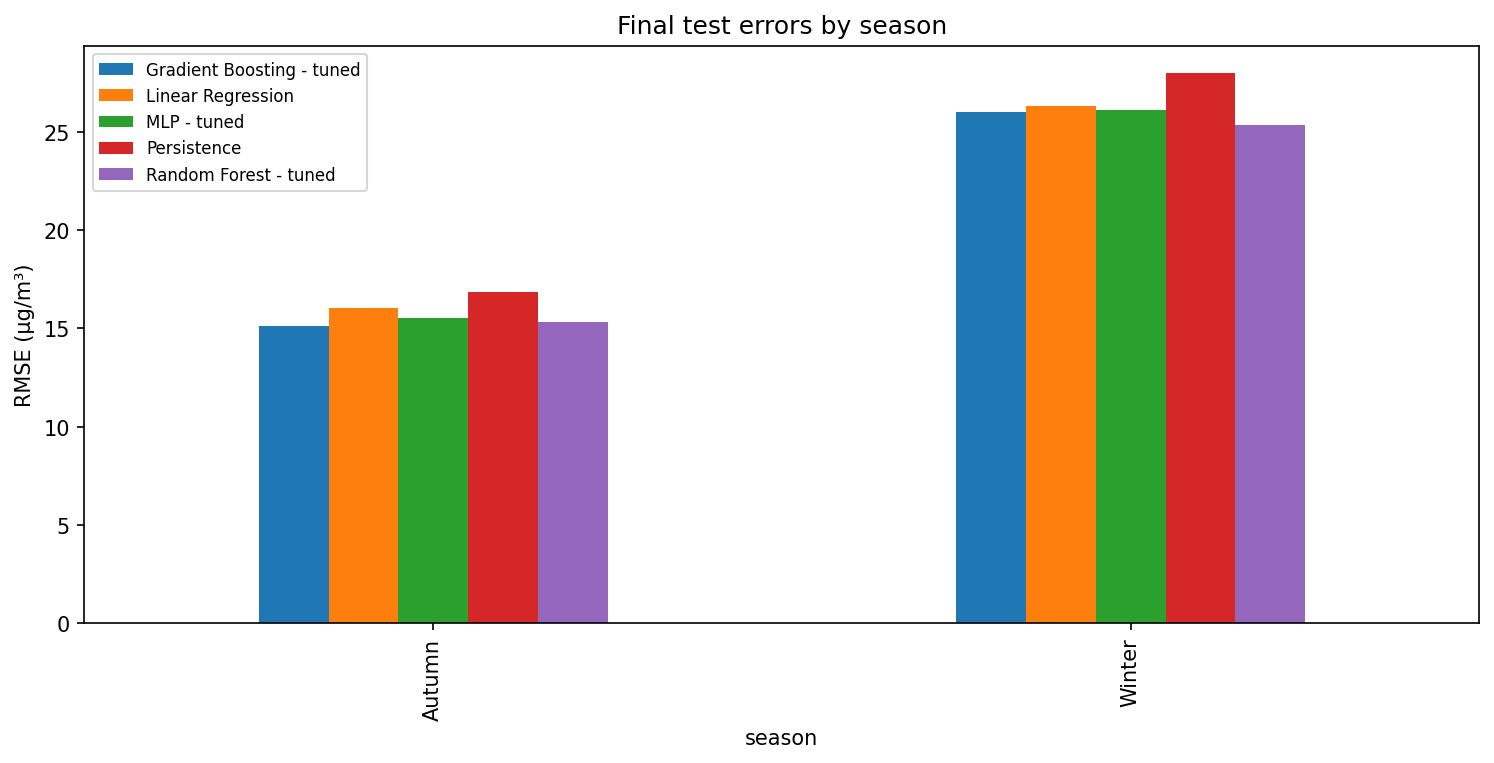 Final test errors by season
Gradient Boosting - tuned
Linear Regression
MLP - tuned
Persistence
Random Forest - tuned
RMSE (µg/m³)
25
20
15
10
5
0
Autumn
Winter
season